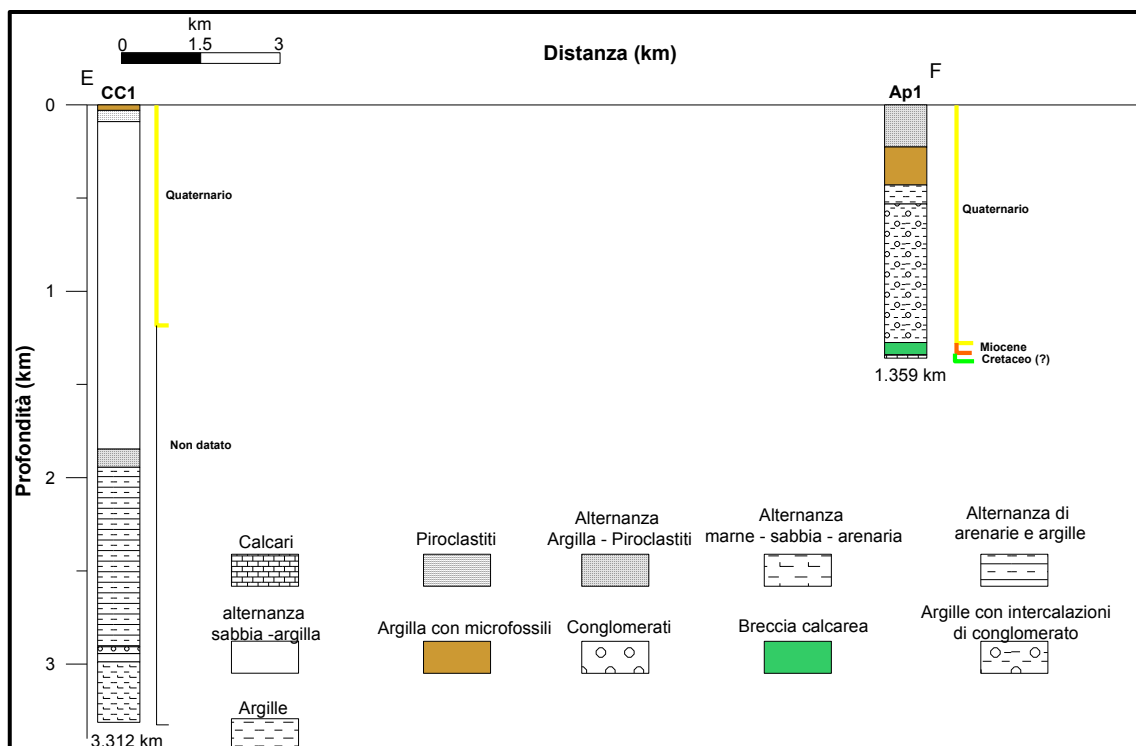 km
0 1.5 3
Distanza (km)
E
F
CC1
Ap1
0
Quaternario
Quaternario
1
Miocene
Cretaceo (?)
1.359 km
Profondità (km)
Non datato
2
Calcari
Piroclastiti
Alternanza
Argilla - Piroclastiti
Alternanza
marne - sabbia - arenaria
Alternanza di
arenarie e argille
alternanza
sabbia -argilla
Argilla con microfossili
Conglomerati
Breccia calcarea
Argille con intercalazioni
di conglomerato
3
Argille
3.312 km